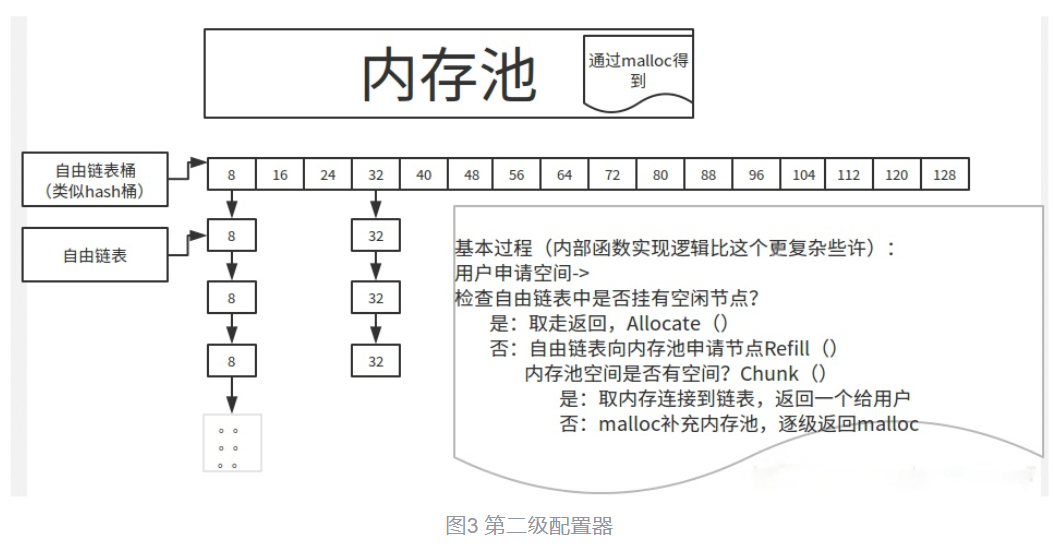 内存池
通过malloc得
到
自由链表桶
（类似hash桶）
8 16 24 32 40 48 56 64 72 80 88 96 104 112 120 128
自由链表
8 32
8 32
8 32
基本过程（内部函数实现逻辑比这个更复杂些许）：
用户申请空间->
检查自由链表中是否挂有空闲节点？
是：取走返回，Allocate（）
否：自由链表向内存池申请节点Refill（）
内存池空间是否有空间？Chunk（）
是：取内存连接到链表，返回一个给用户
否：malloc补充内存池，逐级返回malloc
图3 第二级配置器